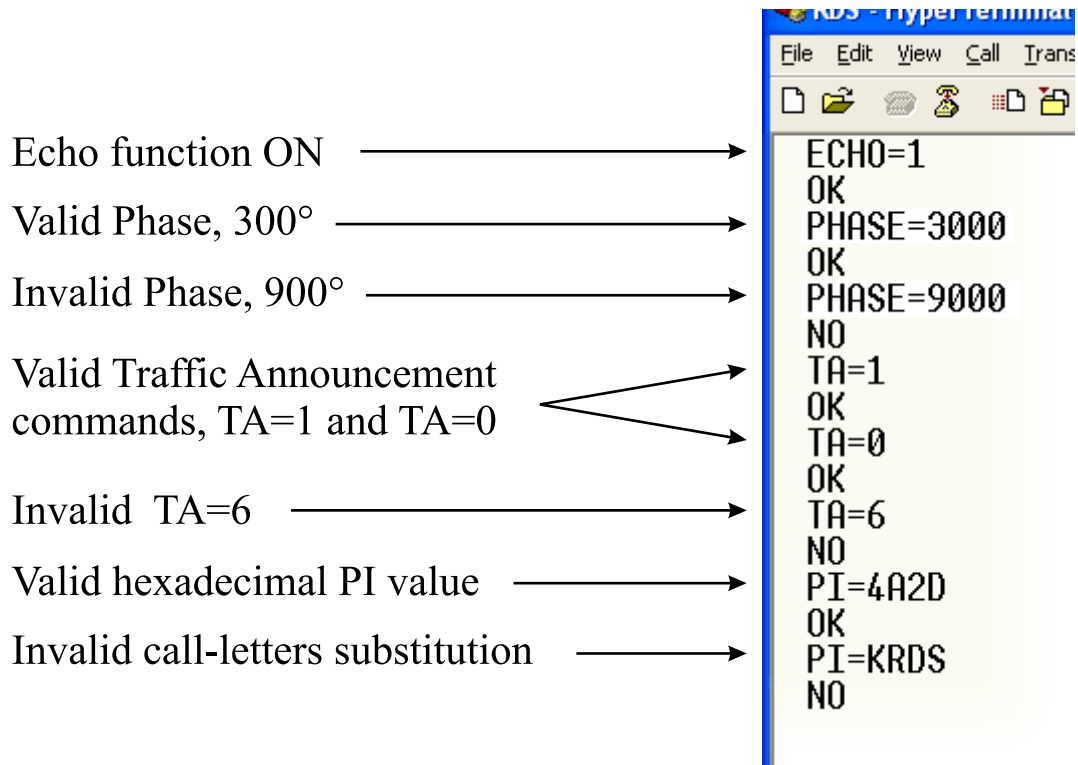 RDS - HyperTerminal
File Edit View Call Trans
Echo function ON
ECHO=1
OK
Valid Phase, 300°
PHASE=3000
OK
Invalid Phase, 900°
PHASE=9000
NO
Valid Traffic Announcement
commands, TA=1 and TA=0
TA=1
OK
TA=0
OK
Invalid TA=6
TA=6
NO
Valid hexadecimal PI value
PI=4A2D
OK
Invalid call-letters substitution
PI=KRDS
NO